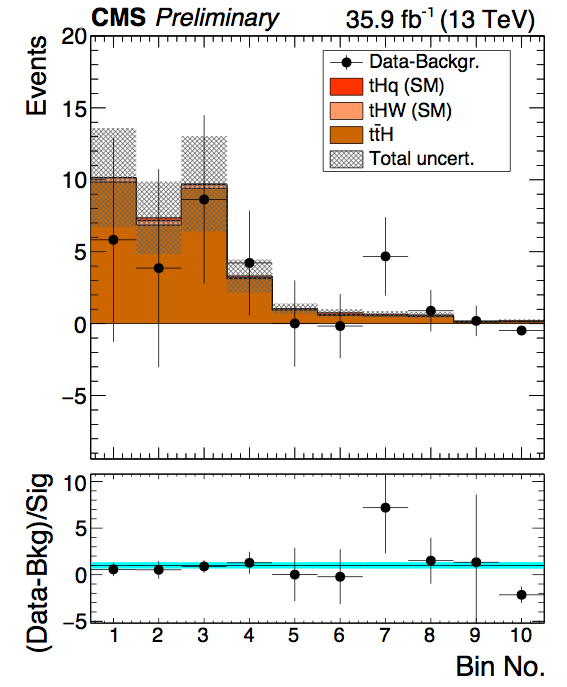 CMS Preliminary 35.9 fb⁻¹ (13 TeV)
Events
20
15
10
5
0
−5
Data-Backgr.
tHq (SM)
tHW (SM)
tt̄H
Total uncert.
(Data-Bkg)/Sig
10
5
0
−5
1 2 3 4 5 6 7 8 9 10
Bin No.